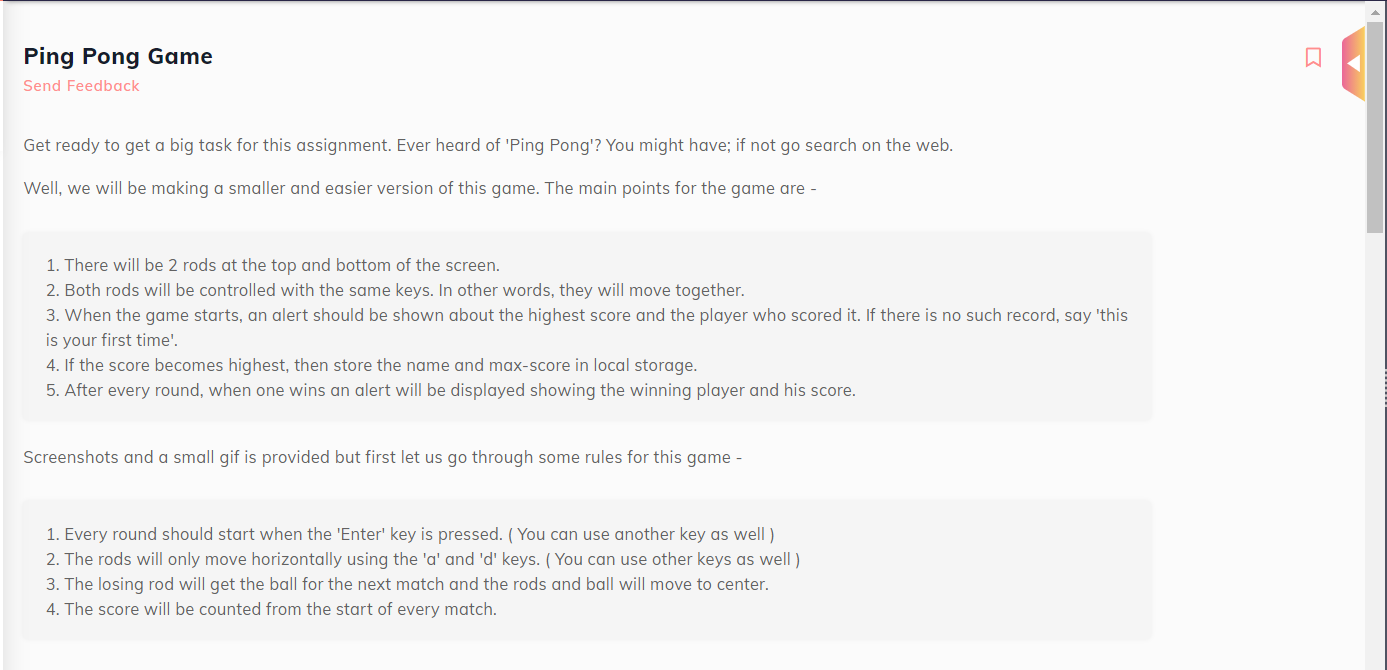 Ping Pong Game
Send Feedback
Get ready to get a big task for this assignment. Ever heard of 'Ping Pong'? You might have; if not go search on the web.
Well, we will be making a smaller and easier version of this game. The main points for the game are -
1. There will be 2 rods at the top and bottom of the screen.
2. Both rods will be controlled with the same keys. In other words, they will move together.
3. When the game starts, an alert should be shown about the highest score and the player who scored it. If there is no such record, say 'this
is your first time'.
4. If the score becomes highest, then store the name and max-score in local storage.
5. After every round, when one wins an alert will be displayed showing the winning player and his score.
Screenshots and a small gif is provided but first let us go through some rules for this game -
1. Every round should start when the 'Enter' key is pressed. ( You can use another key as well )
2. The rods will only move horizontally using the 'a' and 'd' keys. ( You can use other keys as well )
3. The losing rod will get the ball for the next match and the rods and ball will move to center.
4. The score will be counted from the start of every match.